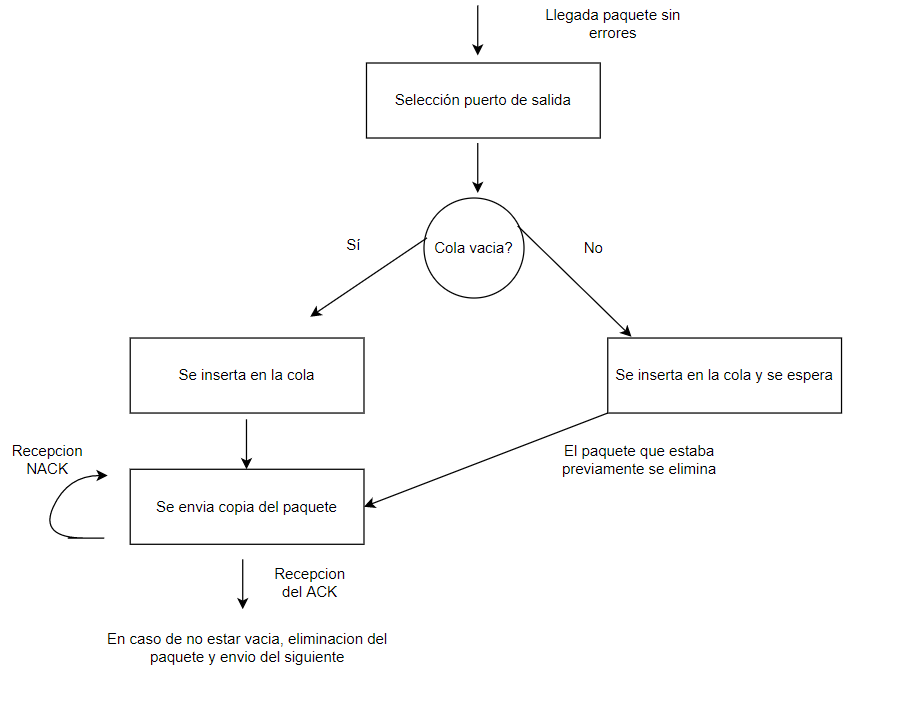 Llegada paquete sin
errores
Selección puerto de salida
Sí
Cola vacia?
No
Se inserta en la cola
Se inserta en la cola y se espera
Recepcion
NACK
El paquete que estaba
previamente se elimina
Se envia copia del paquete
Recepcion
del ACK
En caso de no estar vacia, eliminacion del
paquete y envio del siguiente